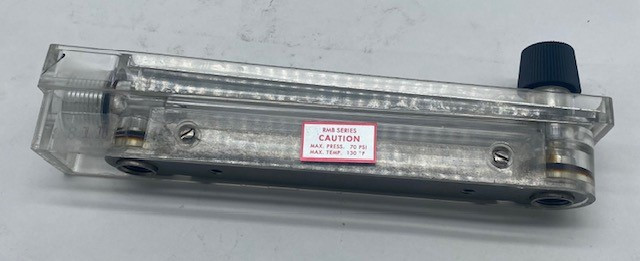 RMB SERIES
CAUTION
MAX. PRESS. 70 PSI
MAX. TEMP. 130 °F